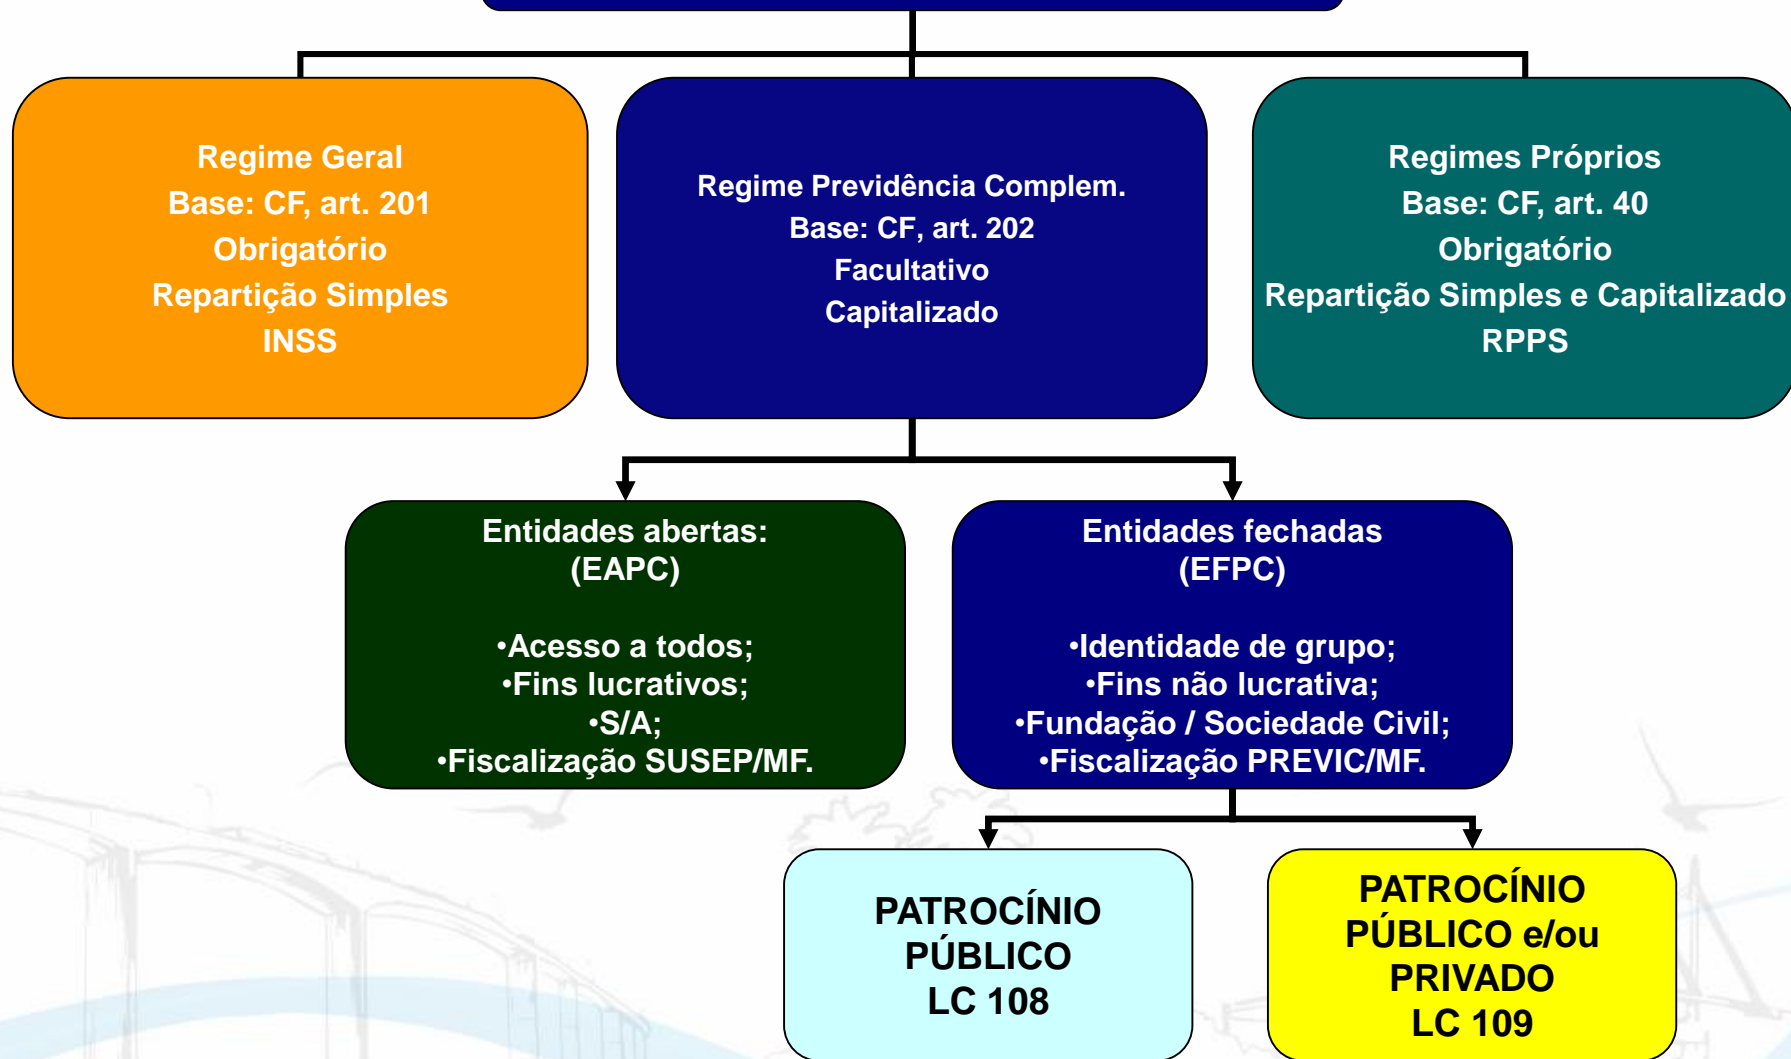 Regime Geral
Base: CF, art. 201
Obrigatório
Repartição Simples
INSS
Regime Previdência Complem.
Base: CF, art. 202
Facultativo
Capitalizado
Regimes Próprios
Base: CF, art. 40
Obrigatório
Repartição Simples e Capitalizado
RPPS
Entidades abertas:
(EAPC)
•Acesso a todos;
•Fins lucrativos;
•S/A;
•Fiscalização SUSEP/MF.
Entidades fechadas
(EFPC)
•Identidade de grupo;
•Fins não lucrativa;
•Fundação / Sociedade Civil;
•Fiscalização PREVIC/MF.
PATROCÍNIO
PÚBLICO
LC 108
PATROCÍNIO
PÚBLICO e/ou
PRIVADO
LC 109